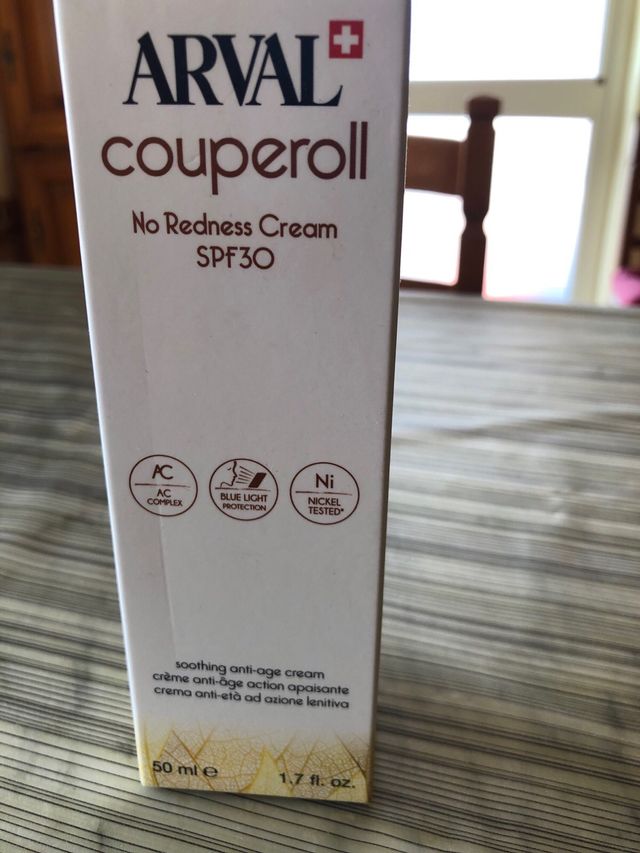 ARVAL
couperoll
No Redness Cream
SPF30
AC
AC
COMPLEX
BLUE LIGHT
PROTECTION
Ni
NICKEL
TESTED*
soothing anti-age cream
crème anti-âge action apaisante
crema anti-età ad azione lenitiva
50 ml ℮ 1.7 fl. oz.